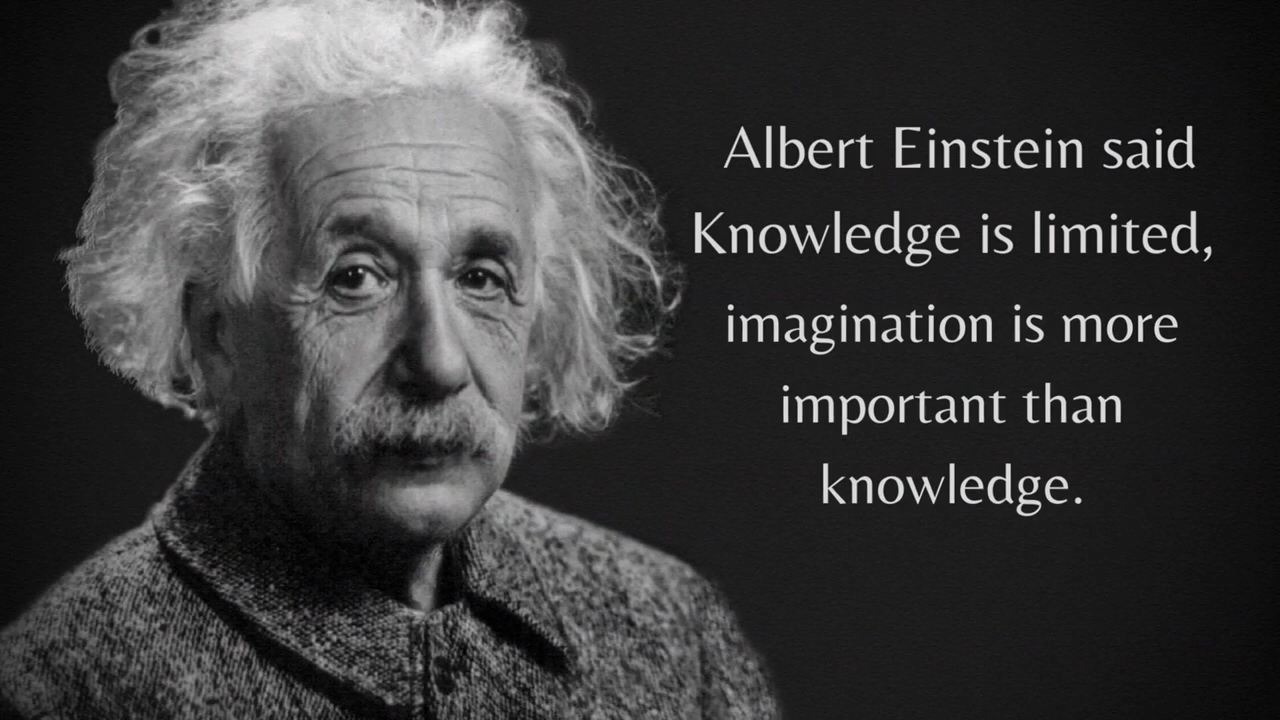 Albert Einstein said
Knowledge is limited,
imagination is more
important than
knowledge.